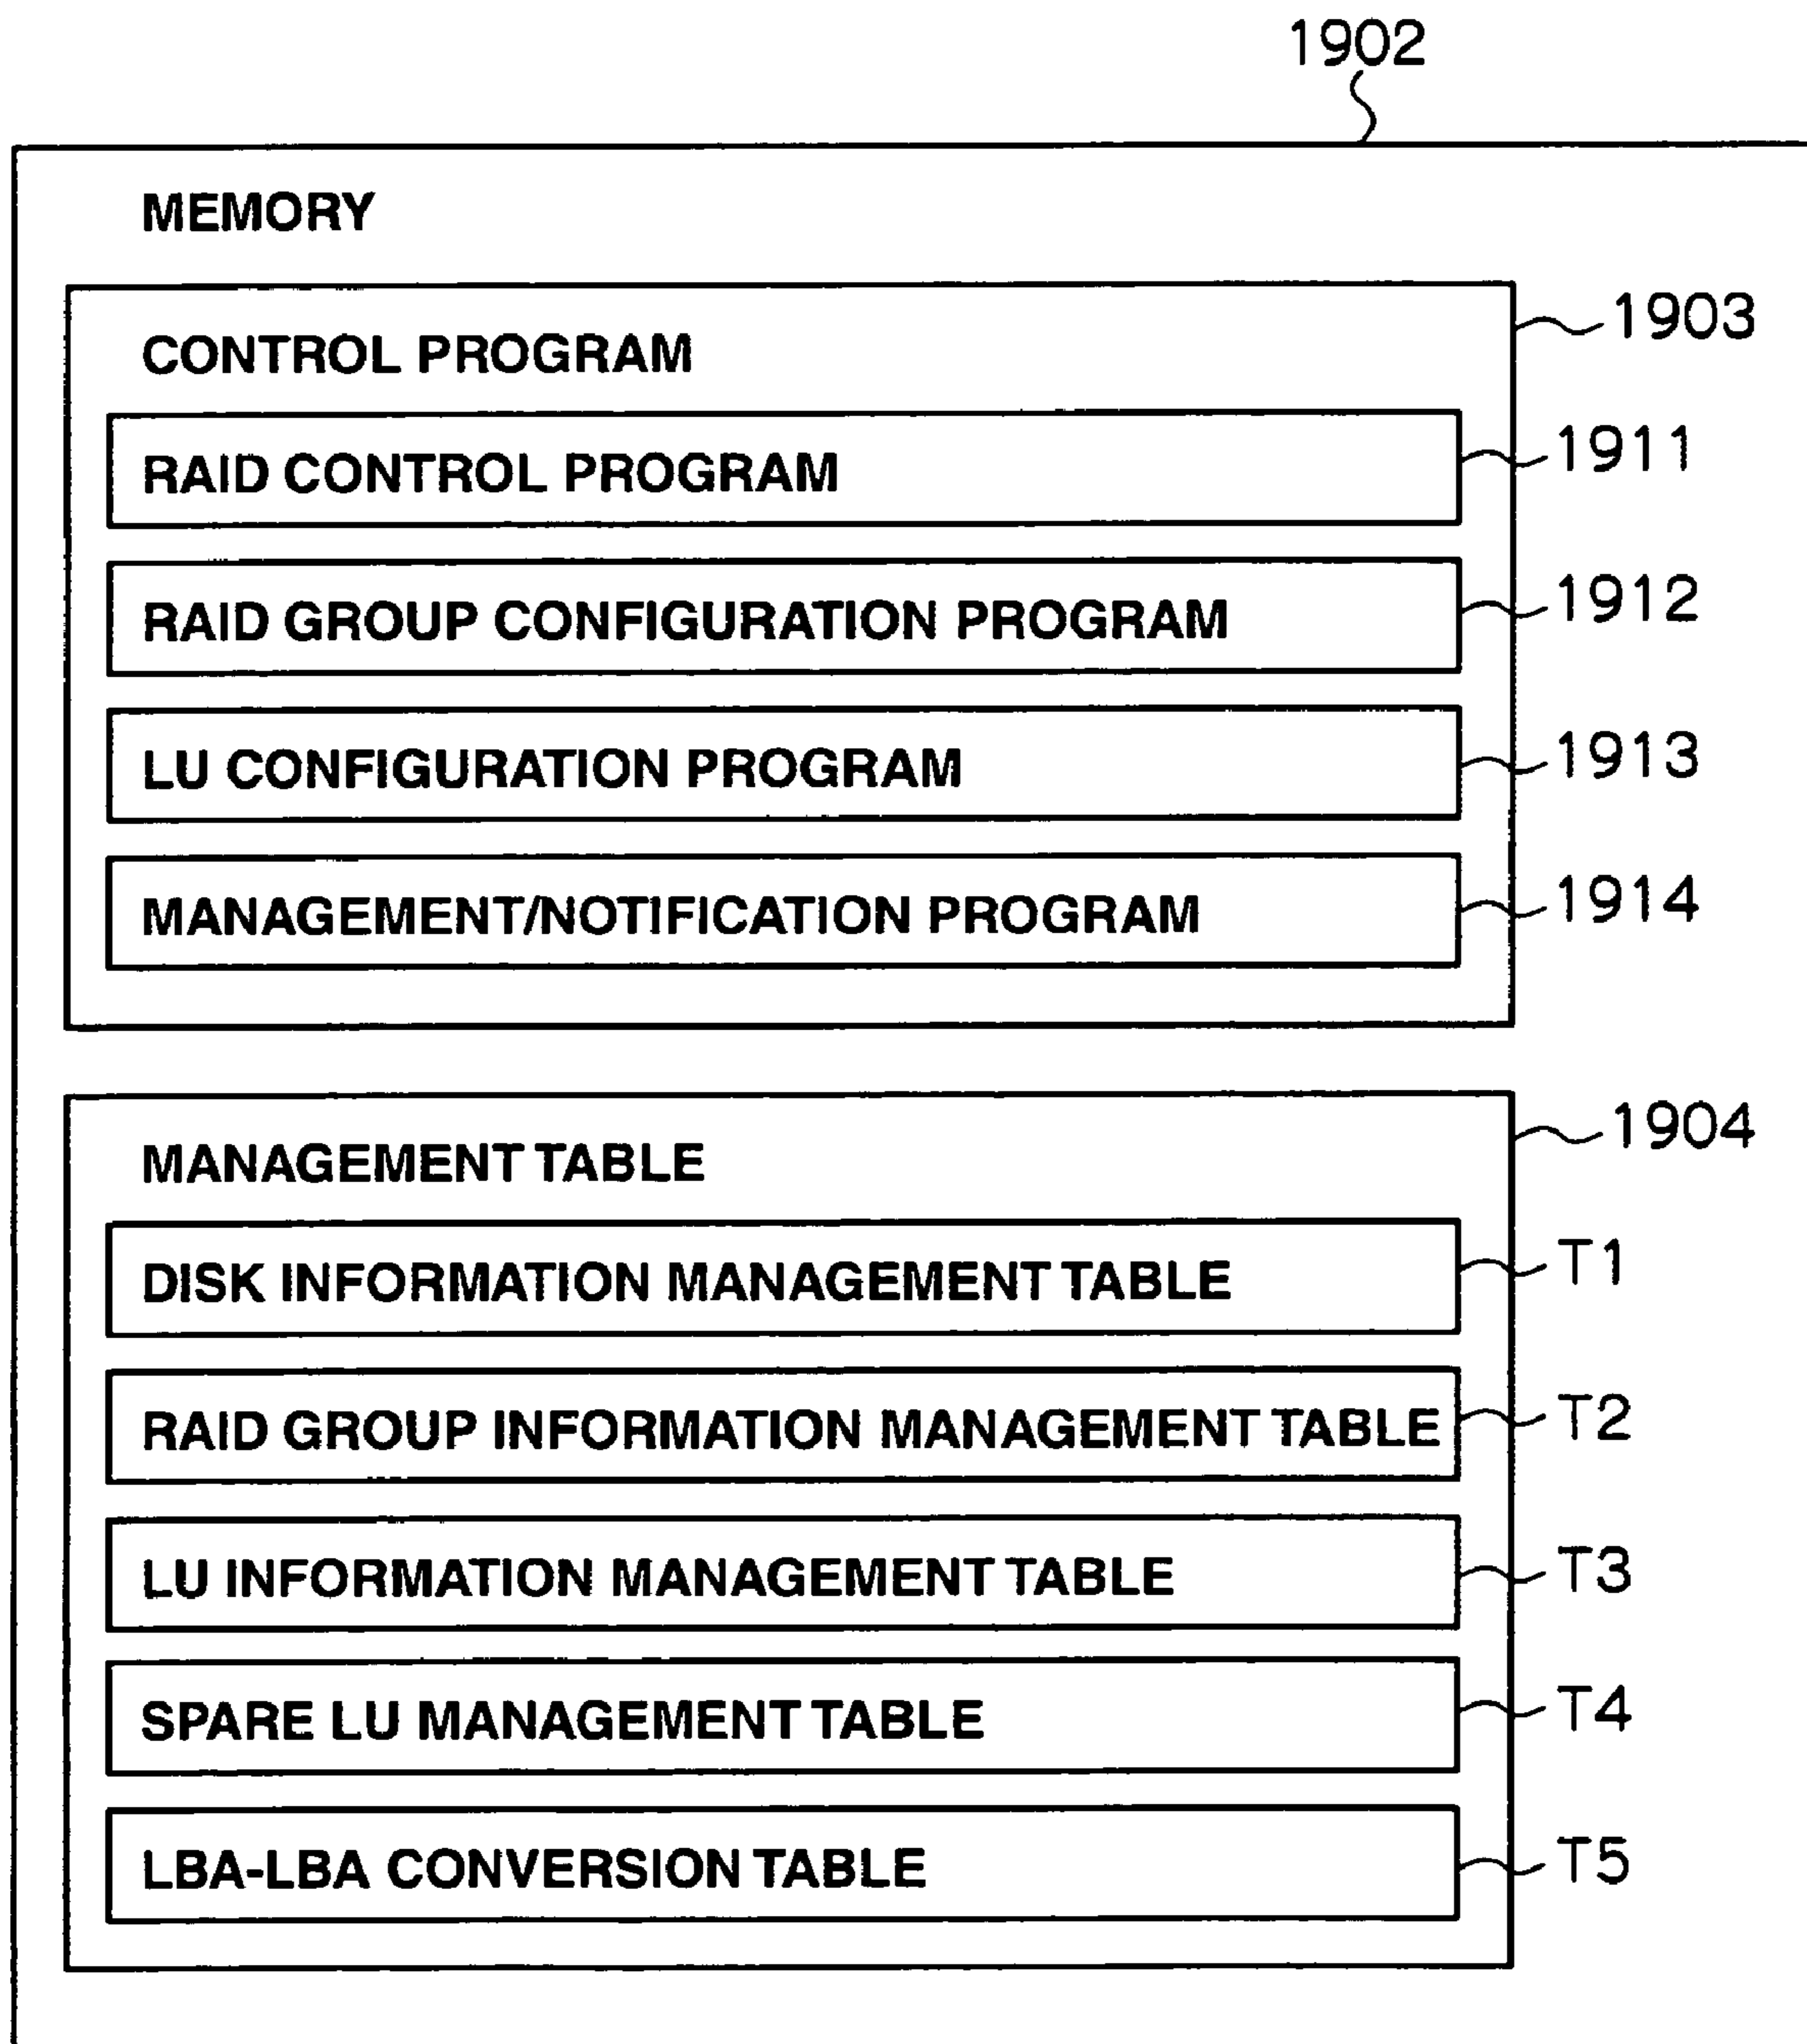 1902
MEMORY
1903
CONTROL PROGRAM
RAID CONTROL PROGRAM
1911
RAID GROUP CONFIGURATION PROGRAM
1912
LU CONFIGURATION PROGRAM
1913
MANAGEMENT/NOTIFICATION PROGRAM
1914
1904
MANAGEMENT TABLE
DISK INFORMATION MANAGEMENT TABLE
T1
RAID GROUP INFORMATION MANAGEMENT TABLE
T2
LU INFORMATION MANAGEMENT TABLE
T3
SPARE LU MANAGEMENT TABLE
T4
LBA-LBA CONVERSION TABLE
T5